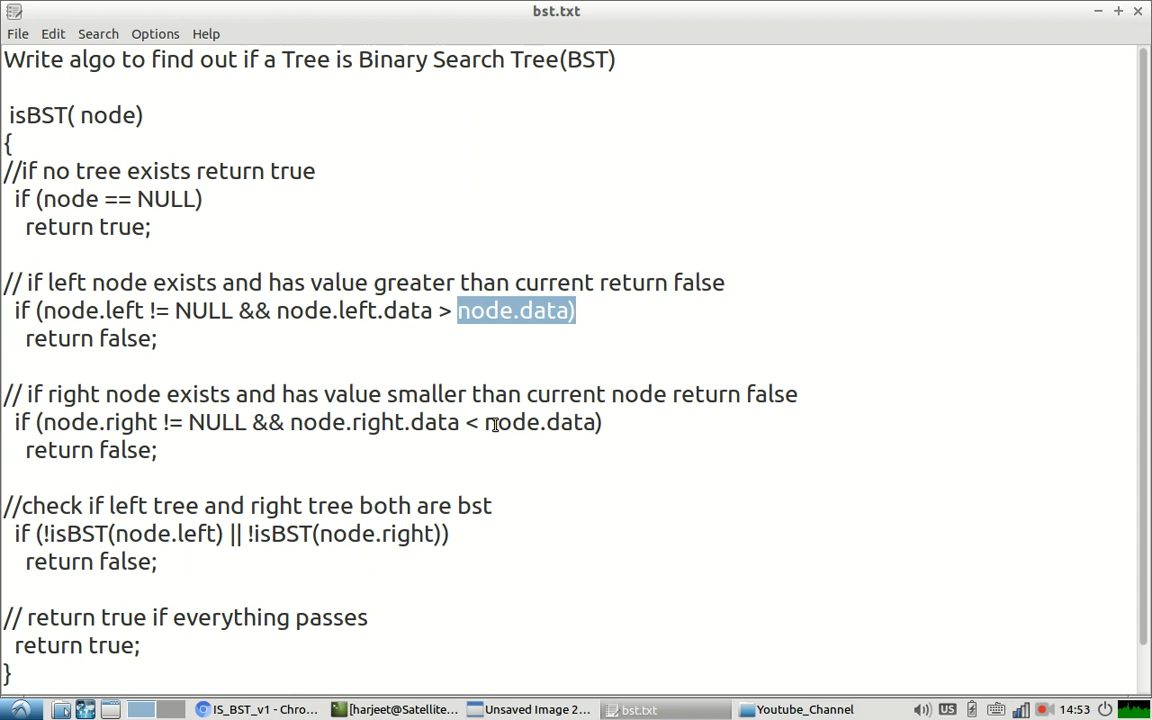 bst.txt
File Edit Search Options Help
Write algo to find out if a Tree is Binary Search Tree(BST)
isBST( node)
{
//if no tree exists return true
if (node == NULL)
return true;
// if left node exists and has value greater than current return false
if (node.left != NULL && node.left.data > node.data)
return false;
// if right node exists and has value smaller than current node return false
if (node.right != NULL && node.right.data < node.data)
return false;
//check if left tree and right tree both are bst
if (!isBST(node.left) || !isBST(node.right))
return false;
// return true if everything passes
return true;
}
IS_BST_v1 - Chro... [harjeet@Satellite... Unsaved Image 2... bst.txt Youtube_Channel US 14:53